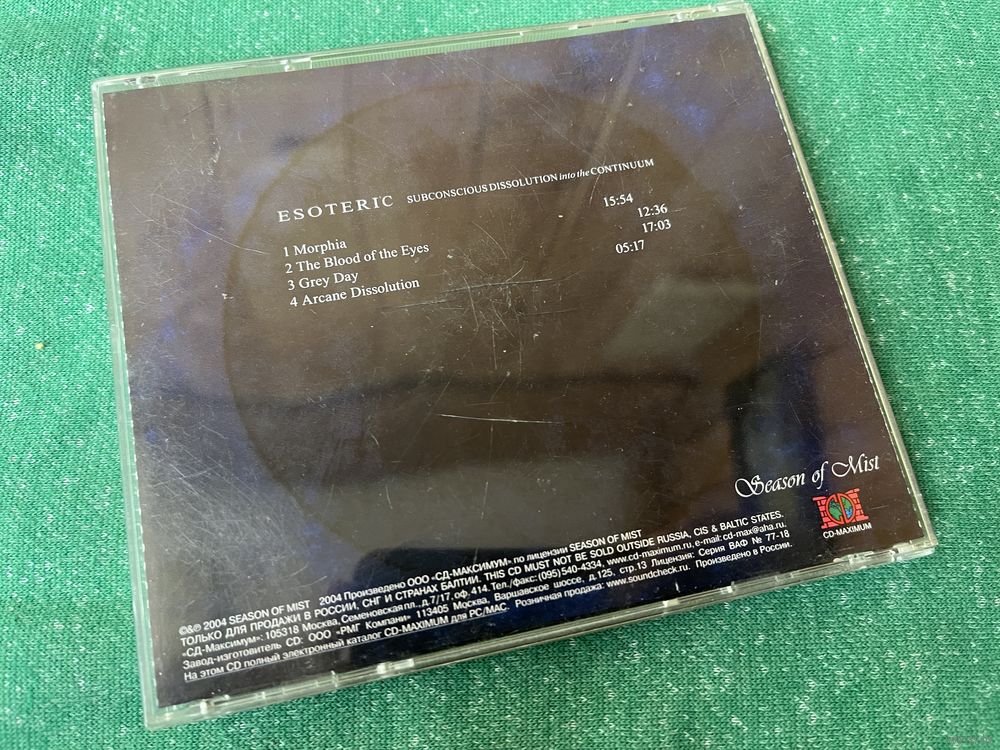 ESOTERIC SUBCONSCIOUS DISSOLUTION into the CONTINUUM
1 Morphia 15:54
2 The Blood of the Eyes 12:36
3 Grey Day 17:03
4 Arcane Dissolution 05:17
Season of Mist
CD-MAXIMUM
©&℗ 2004 SEASON OF MIST 2004 Произведено ООО «СД-МАКСИМУМ» по лицензии SEASON OF MIST
ТОЛЬКО ДЛЯ ПРОДАЖИ В РОССИИ, СНГ И СТРАНАХ БАЛТИИ. THIS CD MUST NOT BE SOLD OUTSIDE RUSSIA, CIS & BALTIC STATES.
«СД-Максимум»: 105318 Москва, Семеновская пл., д.7/17, оф. 414. Тел./факс: (095) 540-4334, www.cd-maximum.ru, e-mail: cd-max@aha.ru.
Завод-изготовитель CD: ООО «РМГ Компани» 113405 Москва, Варшавское шоссе, д.125, стр.13 Лицензия: Серия ВАФ № 77-18
На этом CD полный электронный каталог CD-MAXIMUM для PC/MAC. Розничная продажа: www.soundcheck.ru. Произведено в России.